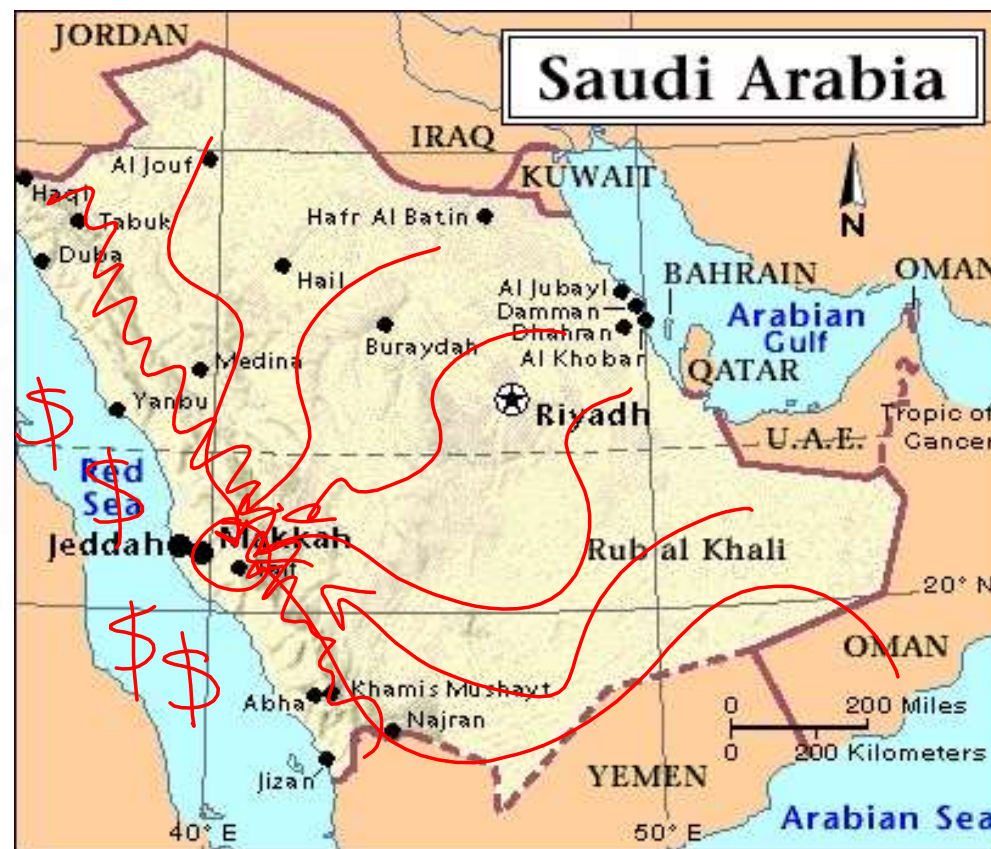 JORDAN
Saudi Arabia
IRAQ
KUWAIT
Al Jouf
Haql
Tabuk
Hafr Al Batin
N
Duba
Hail
BAHRAIN
OMAN
Al Jubayl
Damman
Dhahran
Al Khobar
Arabian
Gulf
Buraydah
Medina
QATAR
Yanbu
Riyadh
Tropic of
Cancer
U.A.E.
$
$
Red
Sea
Jeddah
Makkah
Rub al Khali
20° N
$
$
OMAN
Abha
Khamis Mushayt
Najran
0 200 Miles
0 200 Kilometers
Jizan
YEMEN
40° E
50° E
Arabian Sea